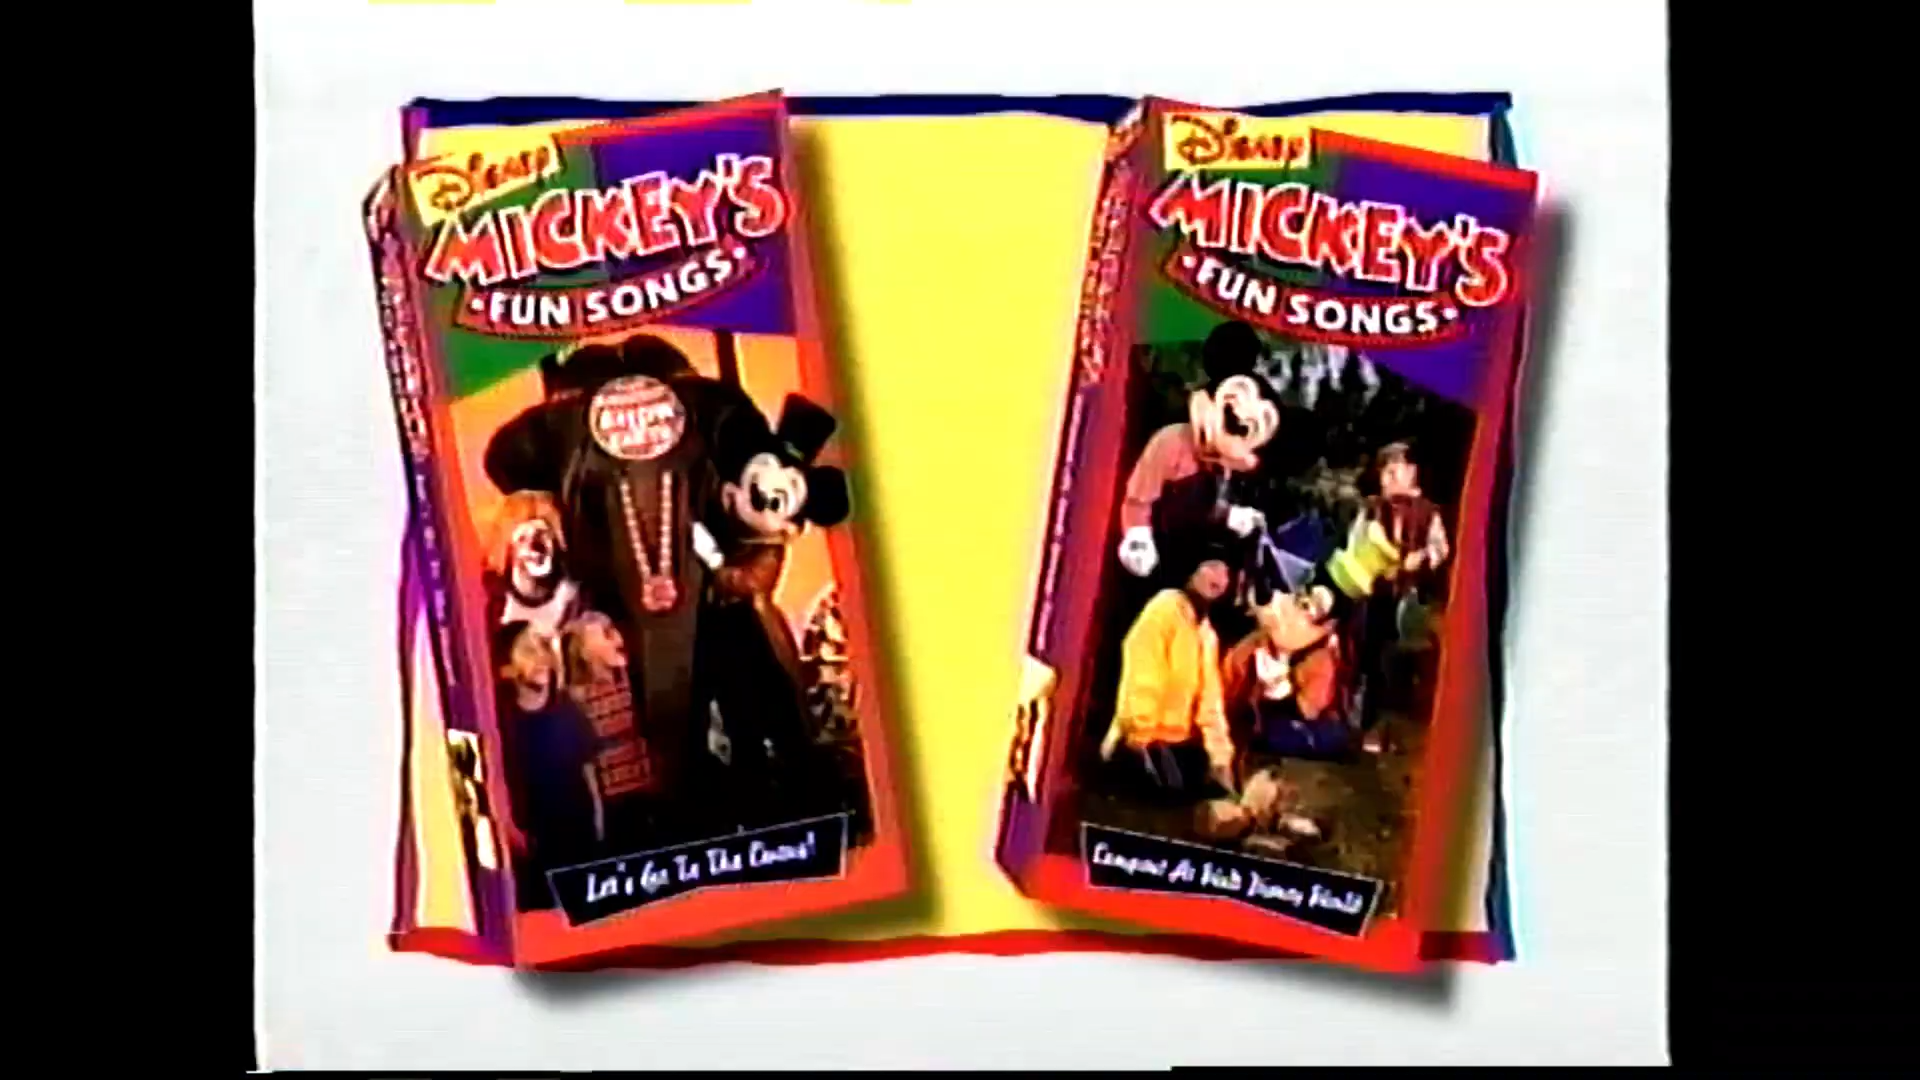 Disney
MICKEY'S
•FUN SONGS•
Let's Go To The Circus!
Disney
MICKEY'S
•FUN SONGS•
Campout At Walt Disney World